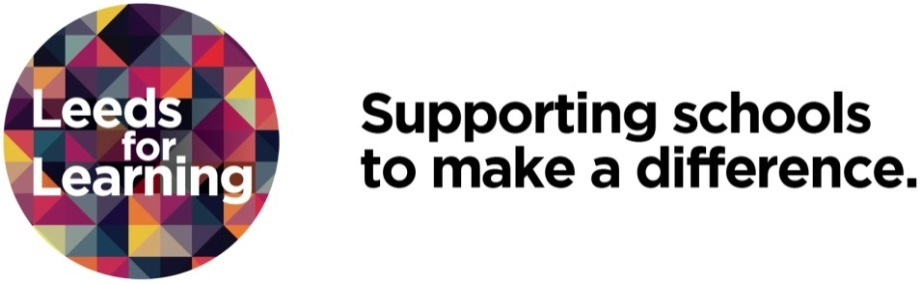 Leeds
for
Learning
Supporting schools
to make a difference.